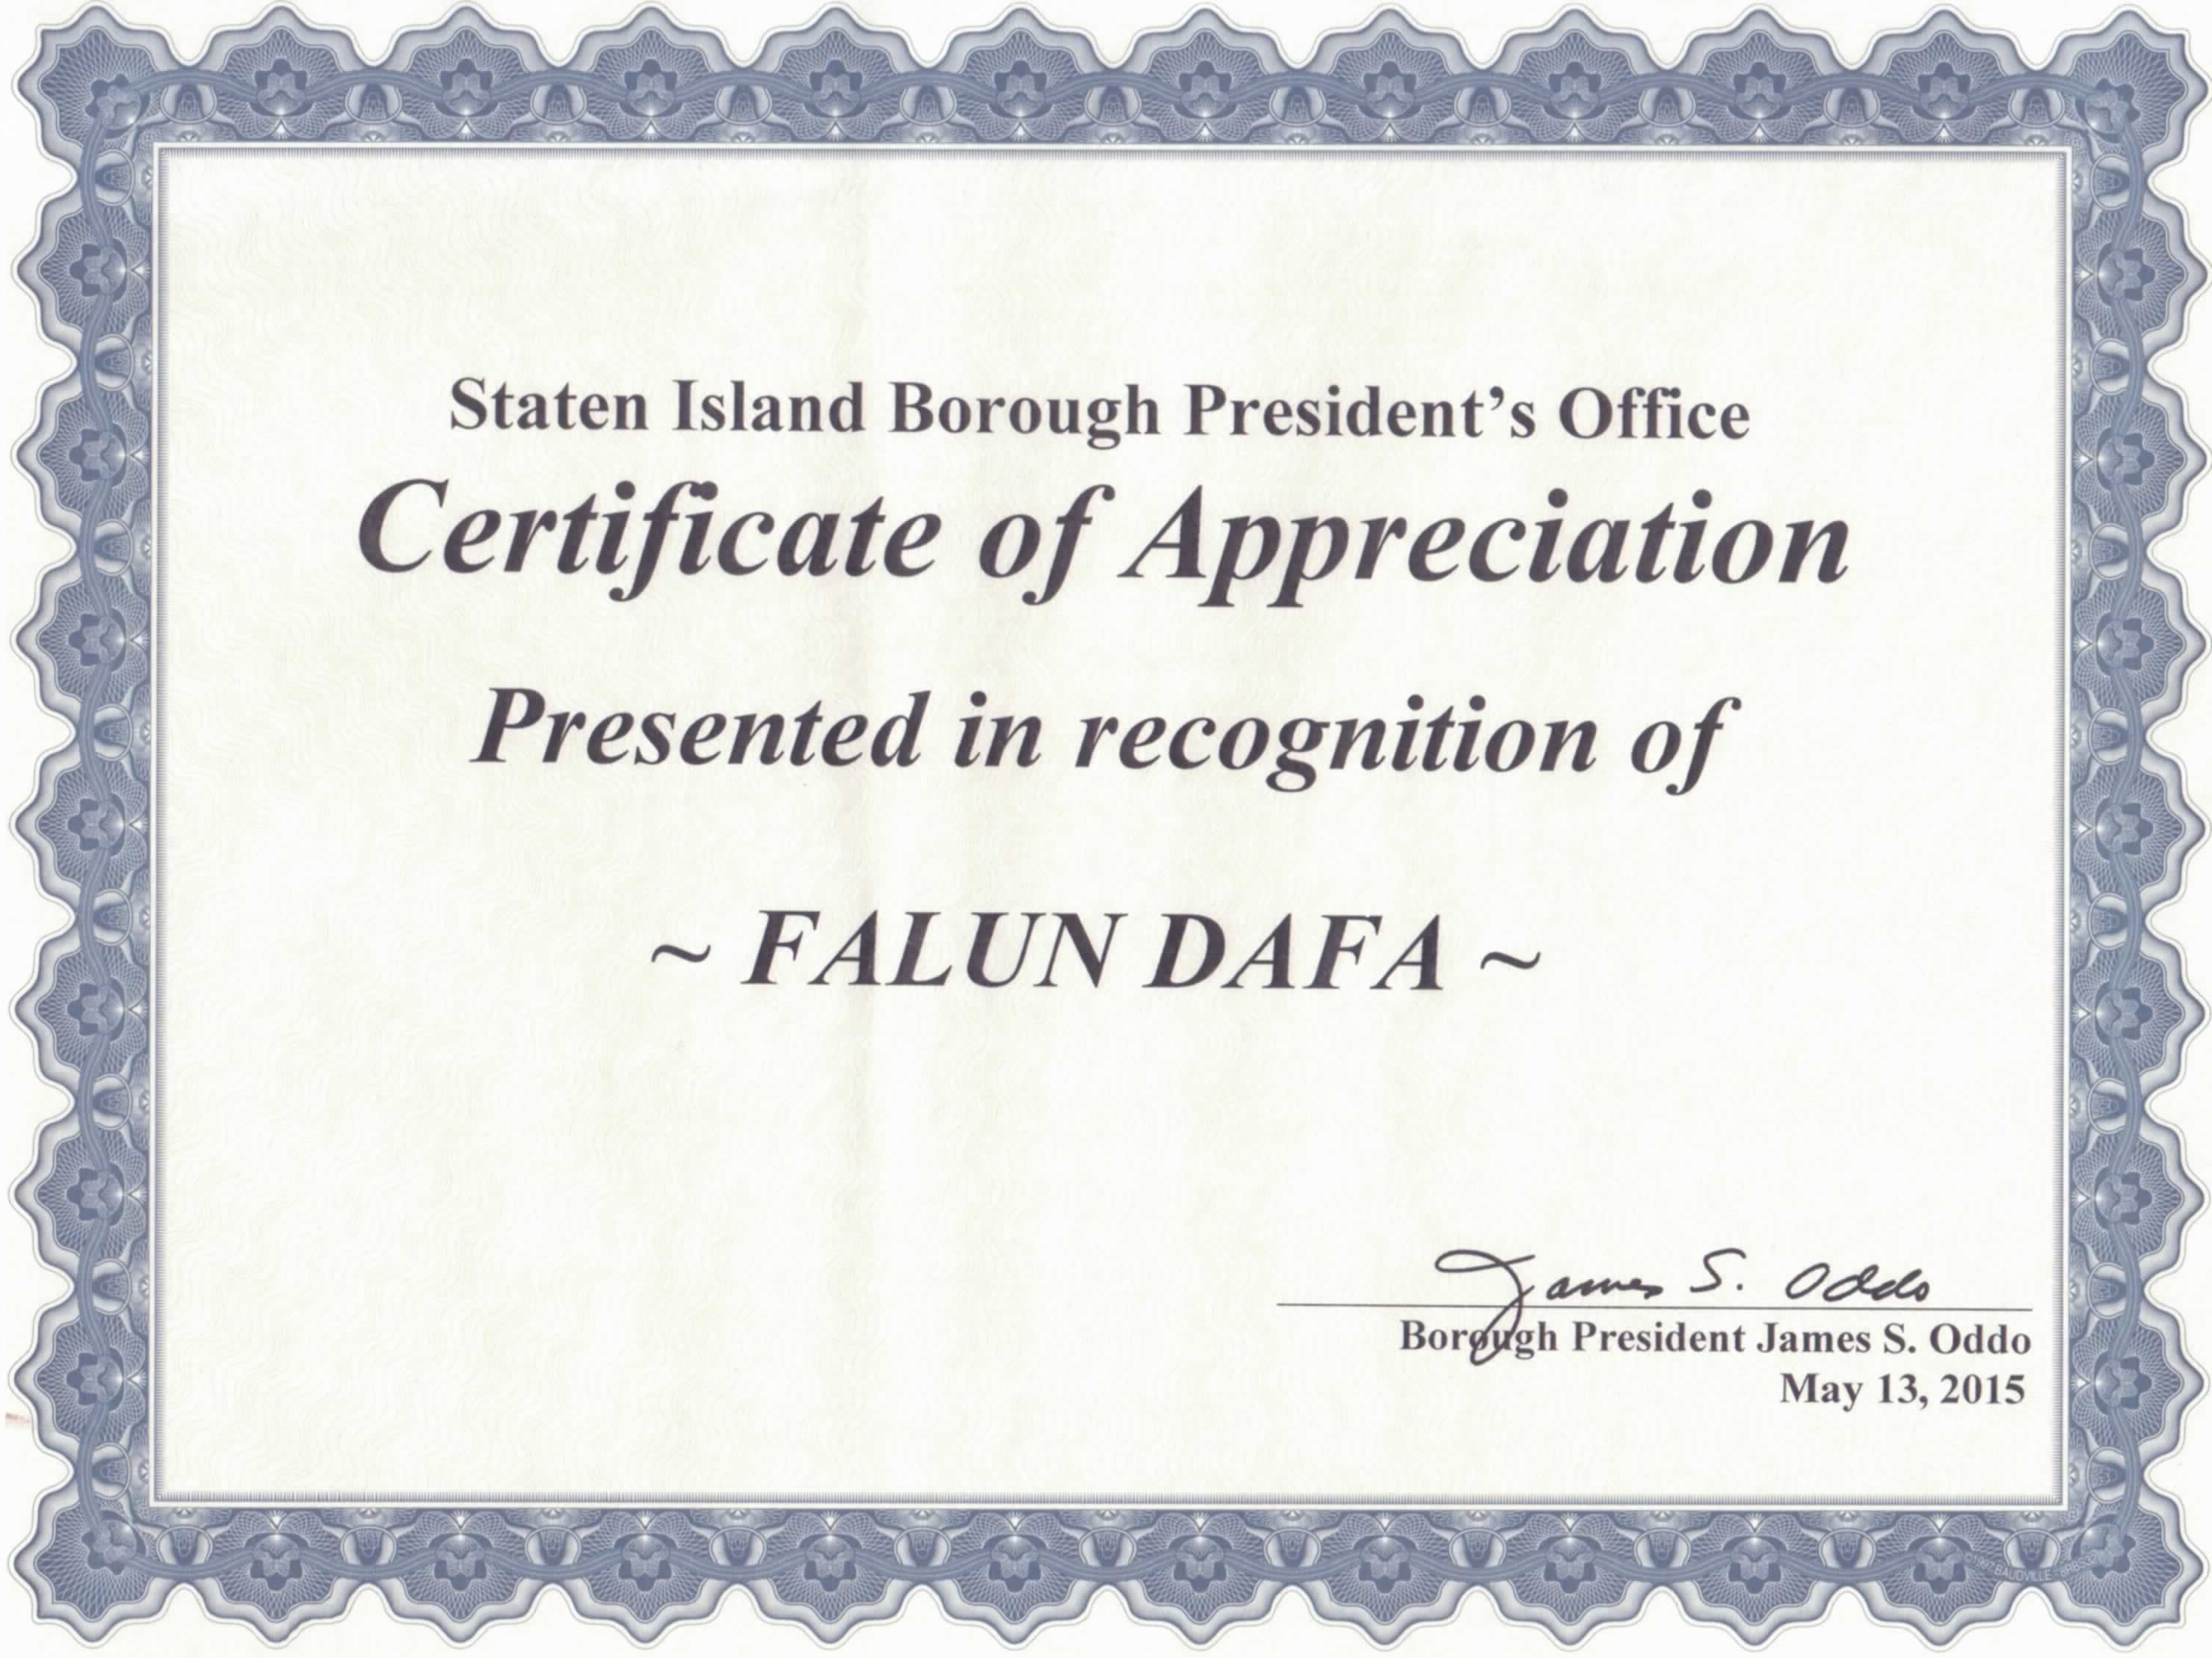 Staten Island Borough President's Office
Certificate of Appreciation
Presented in recognition of
~ FALUN DAFA ~
James S. Oddo
Borough President James S. Oddo
May 13, 2015
BAUDVILLE